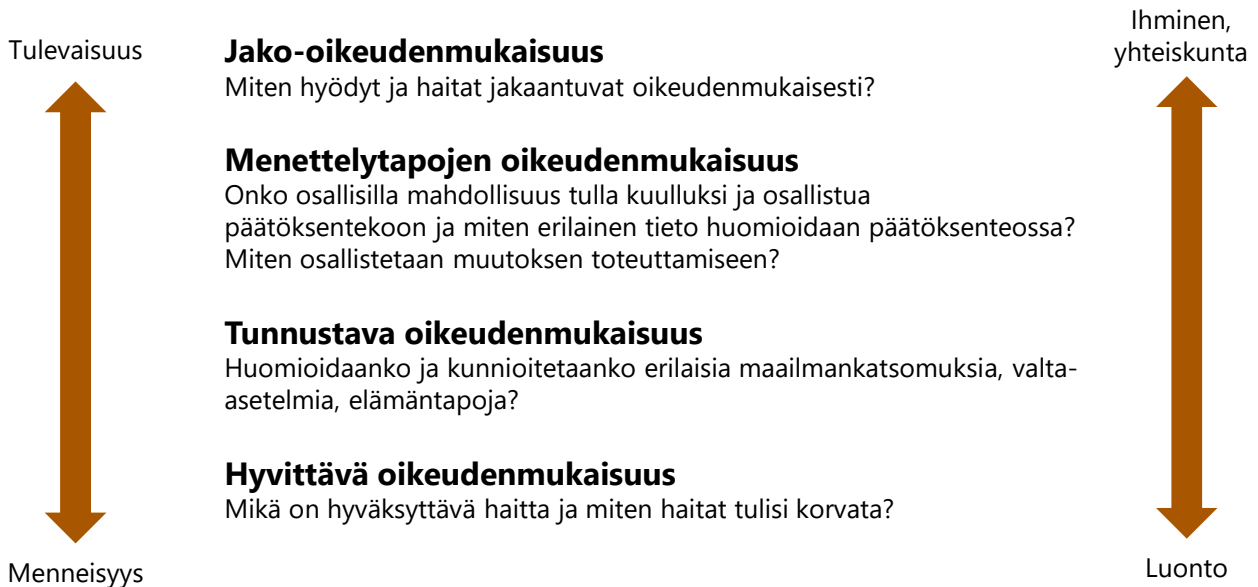 Tulevaisuus
Ihminen,
yhteiskunta
Jako-oikeudenmukaisuus
Miten hyödyt ja haitat jakaantuvat oikeudenmukaisesti?
Menettelytapojen oikeudenmukaisuus
Onko osallisilla mahdollisuus tulla kuulluksi ja osallistua
päätöksentekoon ja miten erilainen tieto huomioidaan päätöksenteossa?
Miten osallistetaan muutoksen toteuttamiseen?
Tunnustava oikeudenmukaisuus
Huomioidaanko ja kunnioitetaanko erilaisia maailmankatsomuksia, valta-
asetelmia, elämäntapoja?
Hyvittävä oikeudenmukaisuus
Mikä on hyväksyttävä haitta ja miten haitat tulisi korvata?
Menneisyys
Luonto